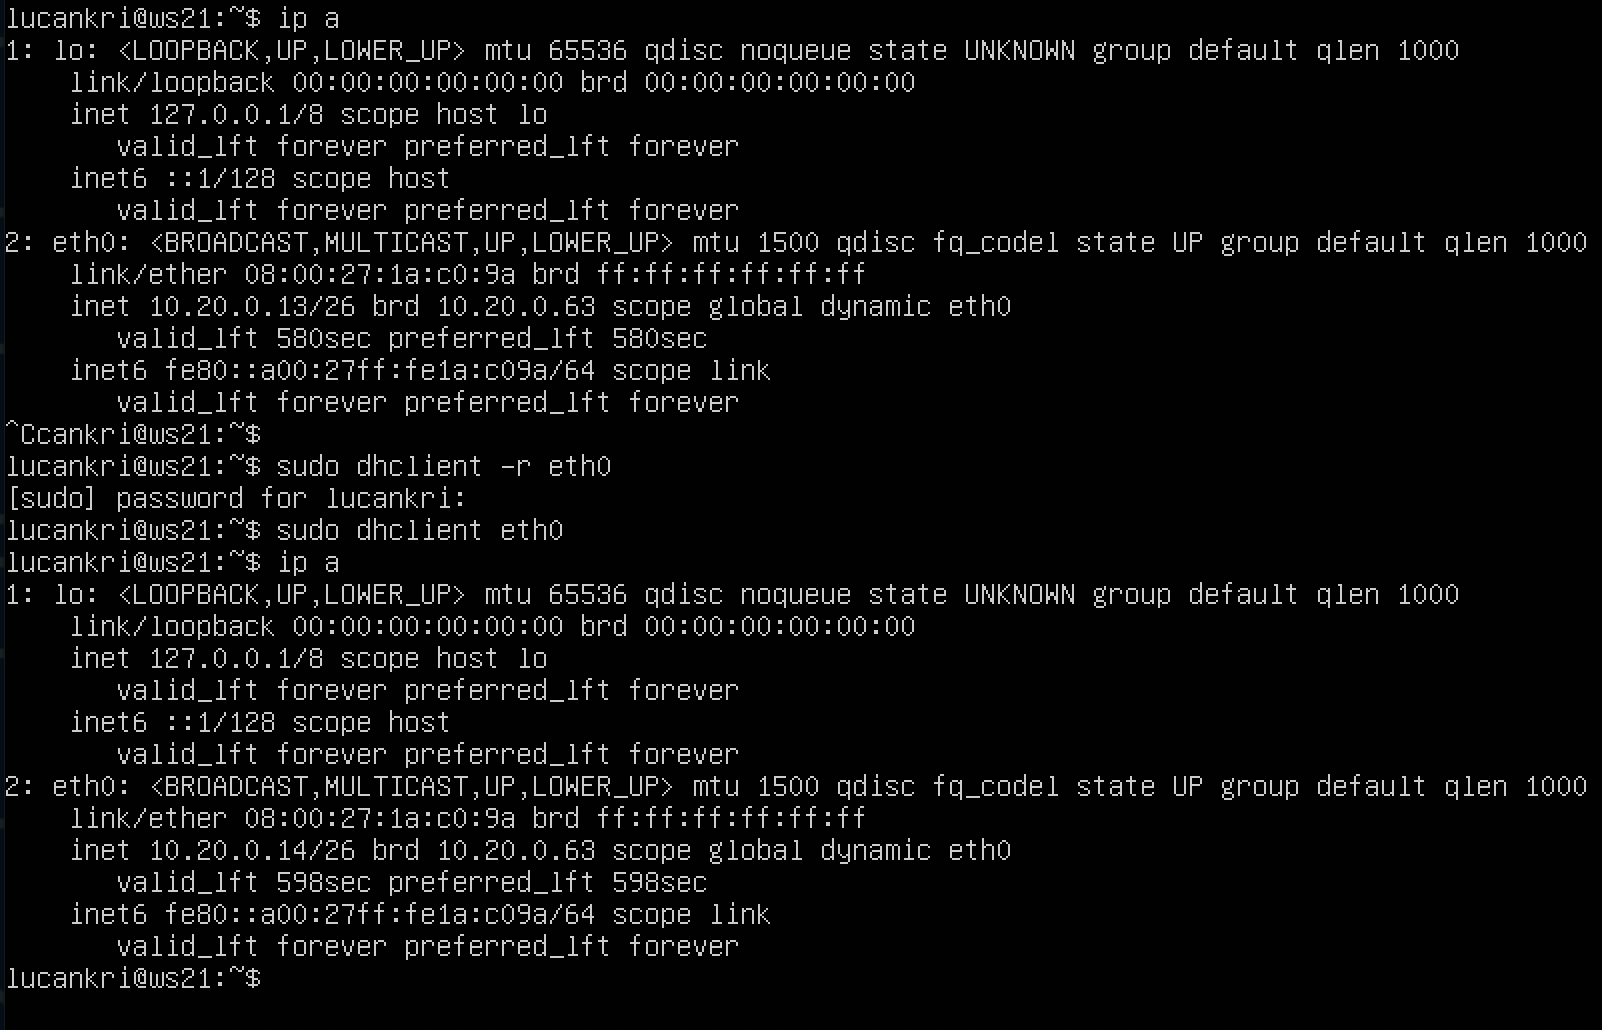 lucankri@ws21:~$ ip a
1: lo: <LOOPBACK,UP,LOWER_UP> mtu 65536 qdisc noqueue state UNKNOWN group default qlen 1000
    link/loopback 00:00:00:00:00:00 brd 00:00:00:00:00:00
    inet 127.0.0.1/8 scope host lo
       valid_lft forever preferred_lft forever
    inet6 ::1/128 scope host
       valid_lft forever preferred_lft forever
2: eth0: <BROADCAST,MULTICAST,UP,LOWER_UP> mtu 1500 qdisc fq_codel state UP group default qlen 1000
    link/ether 08:00:27:1a:c0:9a brd ff:ff:ff:ff:ff:ff
    inet 10.20.0.13/26 brd 10.20.0.63 scope global dynamic eth0
       valid_lft 580sec preferred_lft 580sec
    inet6 fe80::a00:27ff:fe1a:c09a/64 scope link
       valid_lft forever preferred_lft forever
^Ccankri@ws21:~$
lucankri@ws21:~$ sudo dhclient -r eth0
[sudo] password for lucankri:
lucankri@ws21:~$ sudo dhclient eth0
lucankri@ws21:~$ ip a
1: lo: <LOOPBACK,UP,LOWER_UP> mtu 65536 qdisc noqueue state UNKNOWN group default qlen 1000
    link/loopback 00:00:00:00:00:00 brd 00:00:00:00:00:00
    inet 127.0.0.1/8 scope host lo
       valid_lft forever preferred_lft forever
    inet6 ::1/128 scope host
       valid_lft forever preferred_lft forever
2: eth0: <BROADCAST,MULTICAST,UP,LOWER_UP> mtu 1500 qdisc fq_codel state UP group default qlen 1000
    link/ether 08:00:27:1a:c0:9a brd ff:ff:ff:ff:ff:ff
    inet 10.20.0.14/26 brd 10.20.0.63 scope global dynamic eth0
       valid_lft 598sec preferred_lft 598sec
    inet6 fe80::a00:27ff:fe1a:c09a/64 scope link
       valid_lft forever preferred_lft forever
lucankri@ws21:~$